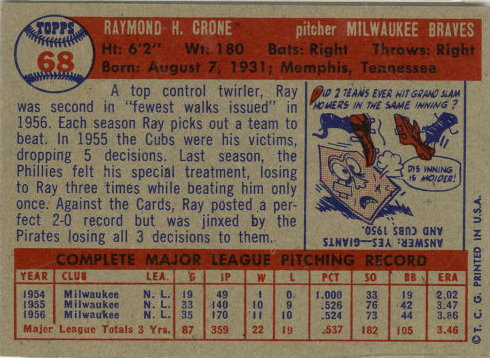 TOPPS
68
RAYMOND H. CRONE pitcher MILWAUKEE BRAVES
Ht: 6'2" Wt: 180 Bats: Right Throws: Right
Born: August 7, 1931; Memphis, Tennessee
A top control twirler, Ray
was second in "fewest walks issued" in
1956. Each season Ray picks out a team to
beat. In 1955 the Cubs were his victims,
dropping 5 decisions. Last season, the
Phillies felt his special treatment, losing
to Ray three times while beating him only
once. Against the Cards, Ray posted a per-
fect 2-0 record but was jinxed by the
Pirates losing all 3 decisions to them.
DID 2 TEAMS EVER HIT GRAND SLAM
HOMERS IN THE SAME INNING?
DIS INNING
IS MOIDER!
ANSWER: YES—GIANTS
AND CUBS 1950.
COMPLETE MAJOR LEAGUE PITCHING RECORD
YEAR CLUB LEA. G IP W L PCT SO BB ERA
1954 Milwaukee N. L. 19 49 1 0 1.000 33 19 2.02
1955 Milwaukee N. L. 33 140 10 9 .526 76 42 3.46
1956 Milwaukee N. L. 35 170 11 10 .524 73 44 3.86
Major League Totals 3 Yrs. 87 359 22 19 .537 182 105 3.46
© T. C. G. PRINTED IN U.S.A.